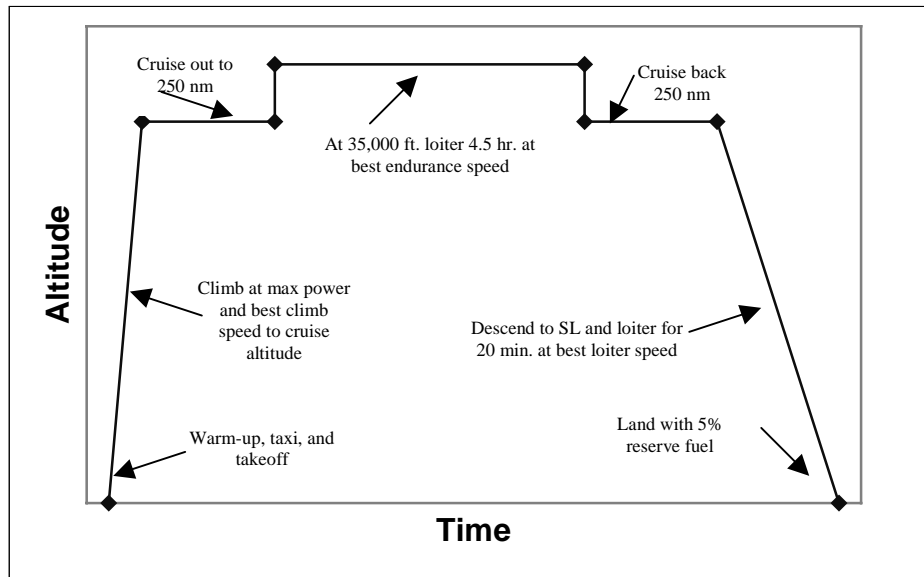 Cruise out to
250 nm
Cruise back
250 nm
At 35,000 ft. loiter 4.5 hr. at
best endurance speed
Altitude
Climb at max power
and best climb
speed to cruise
altitude
Descend to SL and loiter for
20 min. at best loiter speed
Warm-up, taxi, and
takeoff
Land with 5%
reserve fuel
Time